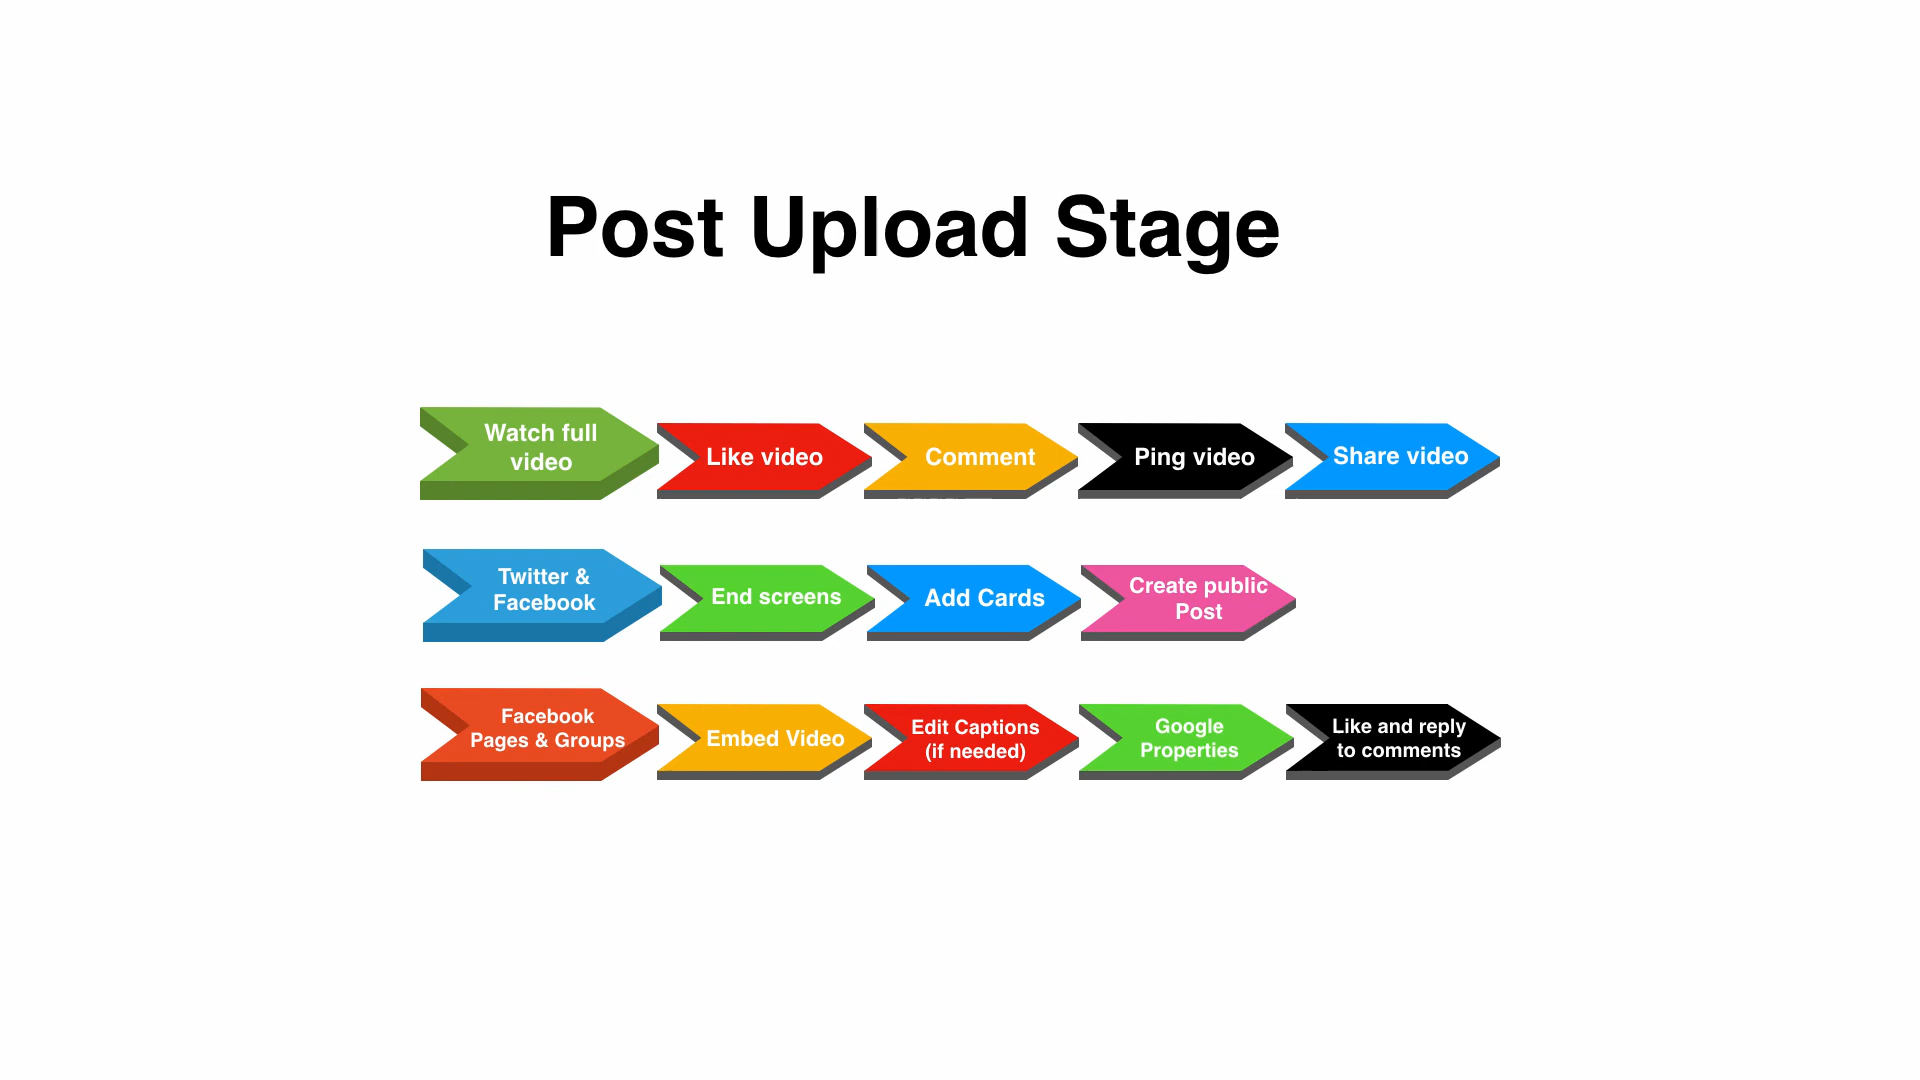 Post Upload Stage
Watch full
video
Like video
Comment
Ping video
Share video
Twitter &
Facebook
End screens
Add Cards
Create public
Post
Facebook
Pages & Groups
Embed Video
Edit Captions
(if needed)
Google
Properties
Like and reply
to comments